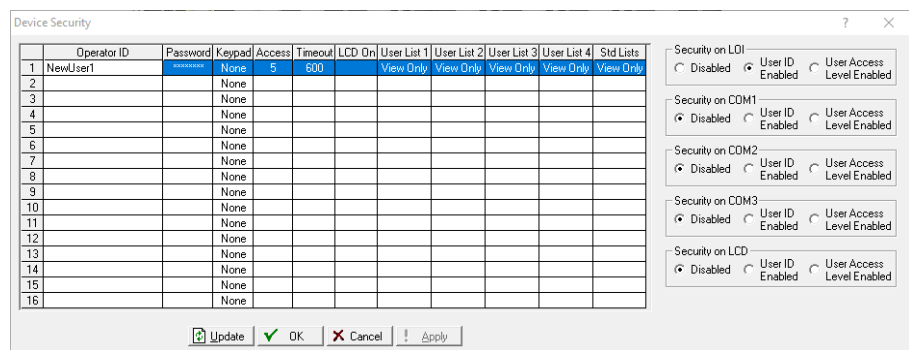 Device Security ?
Operator ID Password Keypad Access Timeout LCD On User List 1 User List 2 User List 3 User List 4 Std Lists
1 NewUser1 ******** None 5 600 View Only View Only View Only View Only View Only
2 None
3 None
4 None
5 None
6 None
7 None
8 None
9 None
10 None
11 None
12 None
13 None
14 None
15 None
16 None
Security on LOI
Disabled User ID Enabled User Access Level Enabled
Security on COM1
Disabled User ID Enabled User Access Level Enabled
Security on COM2
Disabled User ID Enabled User Access Level Enabled
Security on COM3
Disabled User ID Enabled User Access Level Enabled
Security on LCD
Disabled User ID Enabled User Access Level Enabled
Update OK Cancel ! Apply